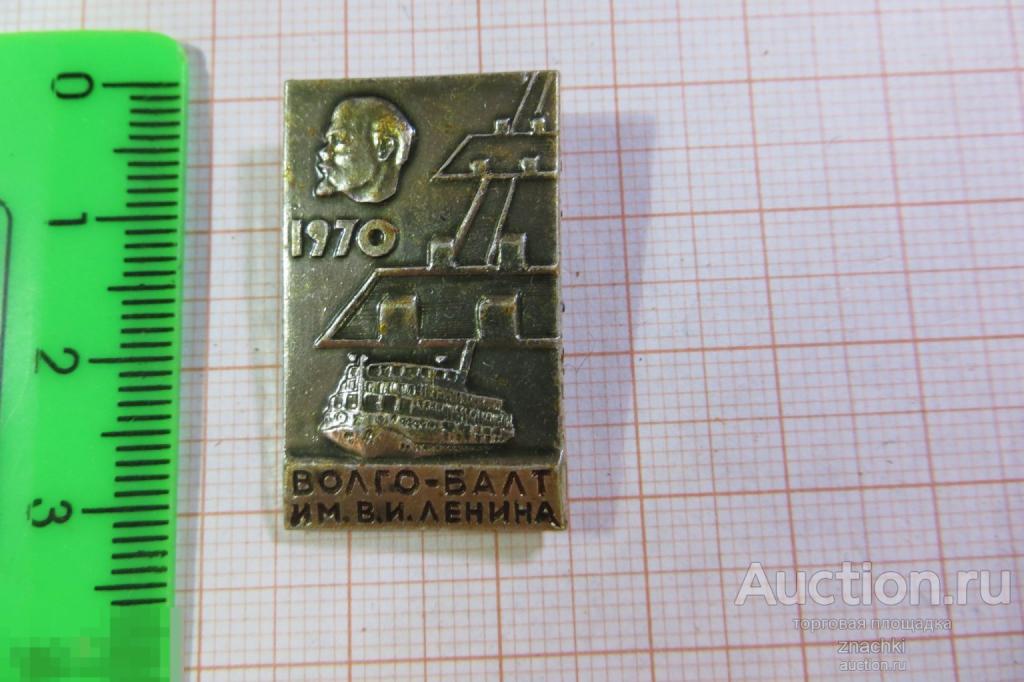 0
1
2
3
1970
ВОЛГО-БАЛТ
ИМ. В.И. ЛЕНИНА
Auction.ru
торговая площадка
znachki
auction.ru